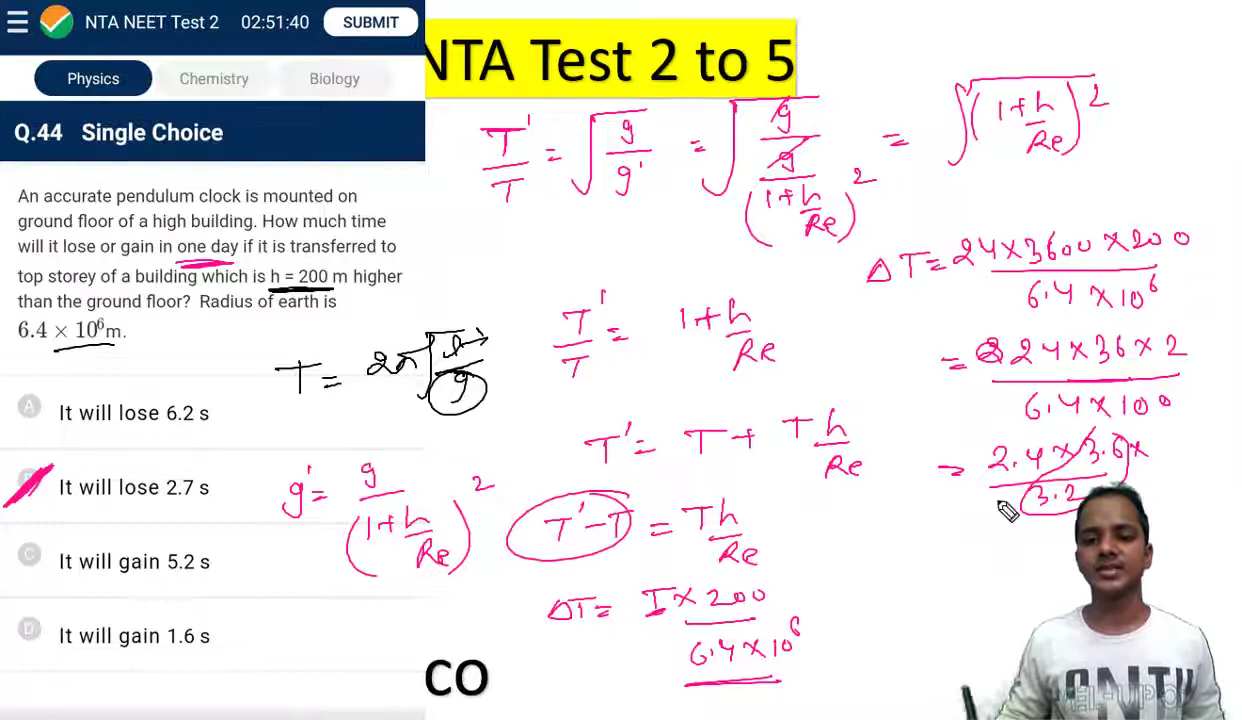 NTA NEET Test 2 02:51:40 SUBMIT
NTA Test 2 to 5
Physics Chemistry Biology
Q.44 Single Choice
An accurate pendulum clock is mounted on
ground floor of a high building. How much time
will it lose or gain in one day if it is transferred to
top storey of a building which is h = 200 m higher
than the ground floor? Radius of earth is
6.4 × 10⁶m.
A It will lose 6.2 s
It will lose 2.7 s
C It will gain 5.2 s
D It will gain 1.6 s
T'/T = √(g/g') = √(g/(g/(1+h/Re)²)) = √((1+h/Re)²)
T = 2π√(l/g)
g' = g/(1+h/Re)²
T'/T = 1+h/Re
T' = T + Th/Re
T'-T = Th/Re
ΔT = T×200/6.4×10⁶
ΔT = 24×3600×200/6.4×10⁶
= 24×36×2/6.4×100
= 2.4×3.6×/3.2
CO